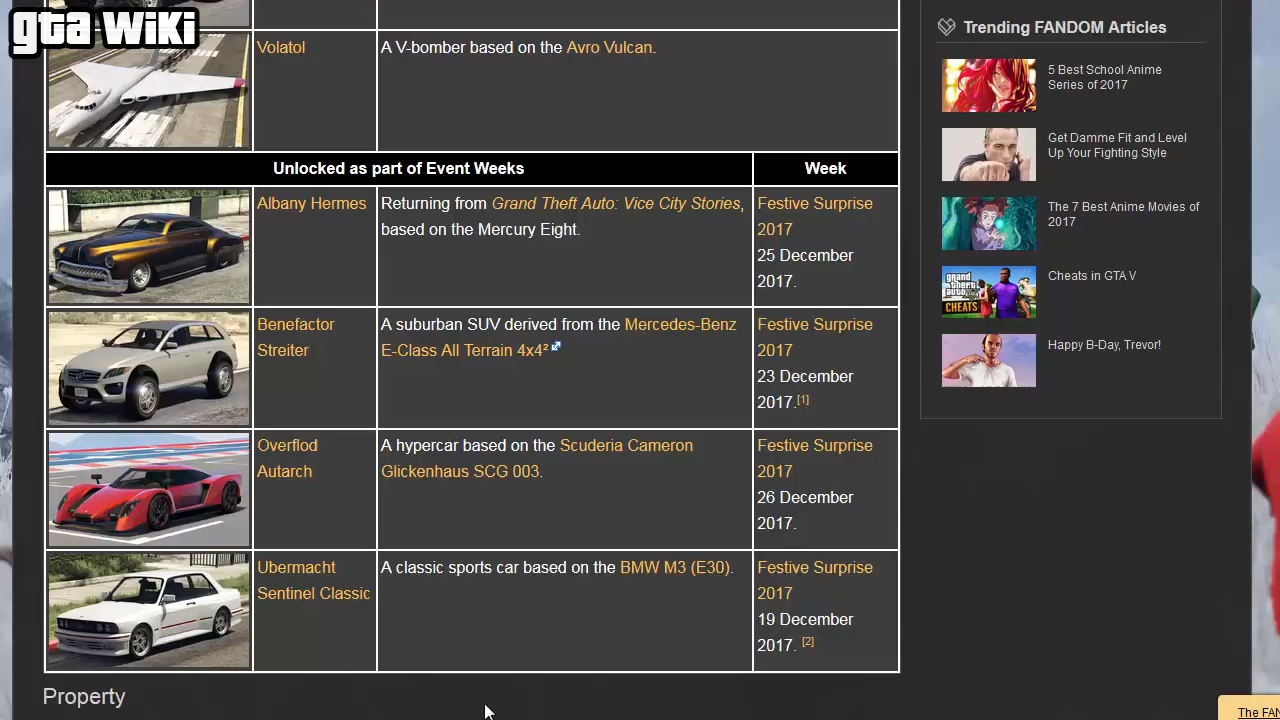 gta wiki
Volatol
A V-bomber based on the Avro Vulcan.
Unlocked as part of Event Weeks
Week
Albany Hermes
Returning from Grand Theft Auto: Vice City Stories,
based on the Mercury Eight.
Festive Surprise
2017
25 December
2017.
Benefactor
Streiter
A suburban SUV derived from the Mercedes-Benz
E-Class All Terrain 4x4²
Festive Surprise
2017
23 December
2017.[1]
Overflod
Autarch
A hypercar based on the Scuderia Cameron
Glickenhaus SCG 003.
Festive Surprise
2017
26 December
2017.
Ubermacht
Sentinel Classic
A classic sports car based on the BMW M3 (E30).
Festive Surprise
2017
19 December
2017. [2]
Property
Trending FANDOM Articles
5 Best School Anime
Series of 2017
Get Damme Fit and Level
Up Your Fighting Style
The 7 Best Anime Movies of
2017
grand
theft
auto
CHEATS
Cheats in GTA V
Happy B-Day, Trevor!
The FAN